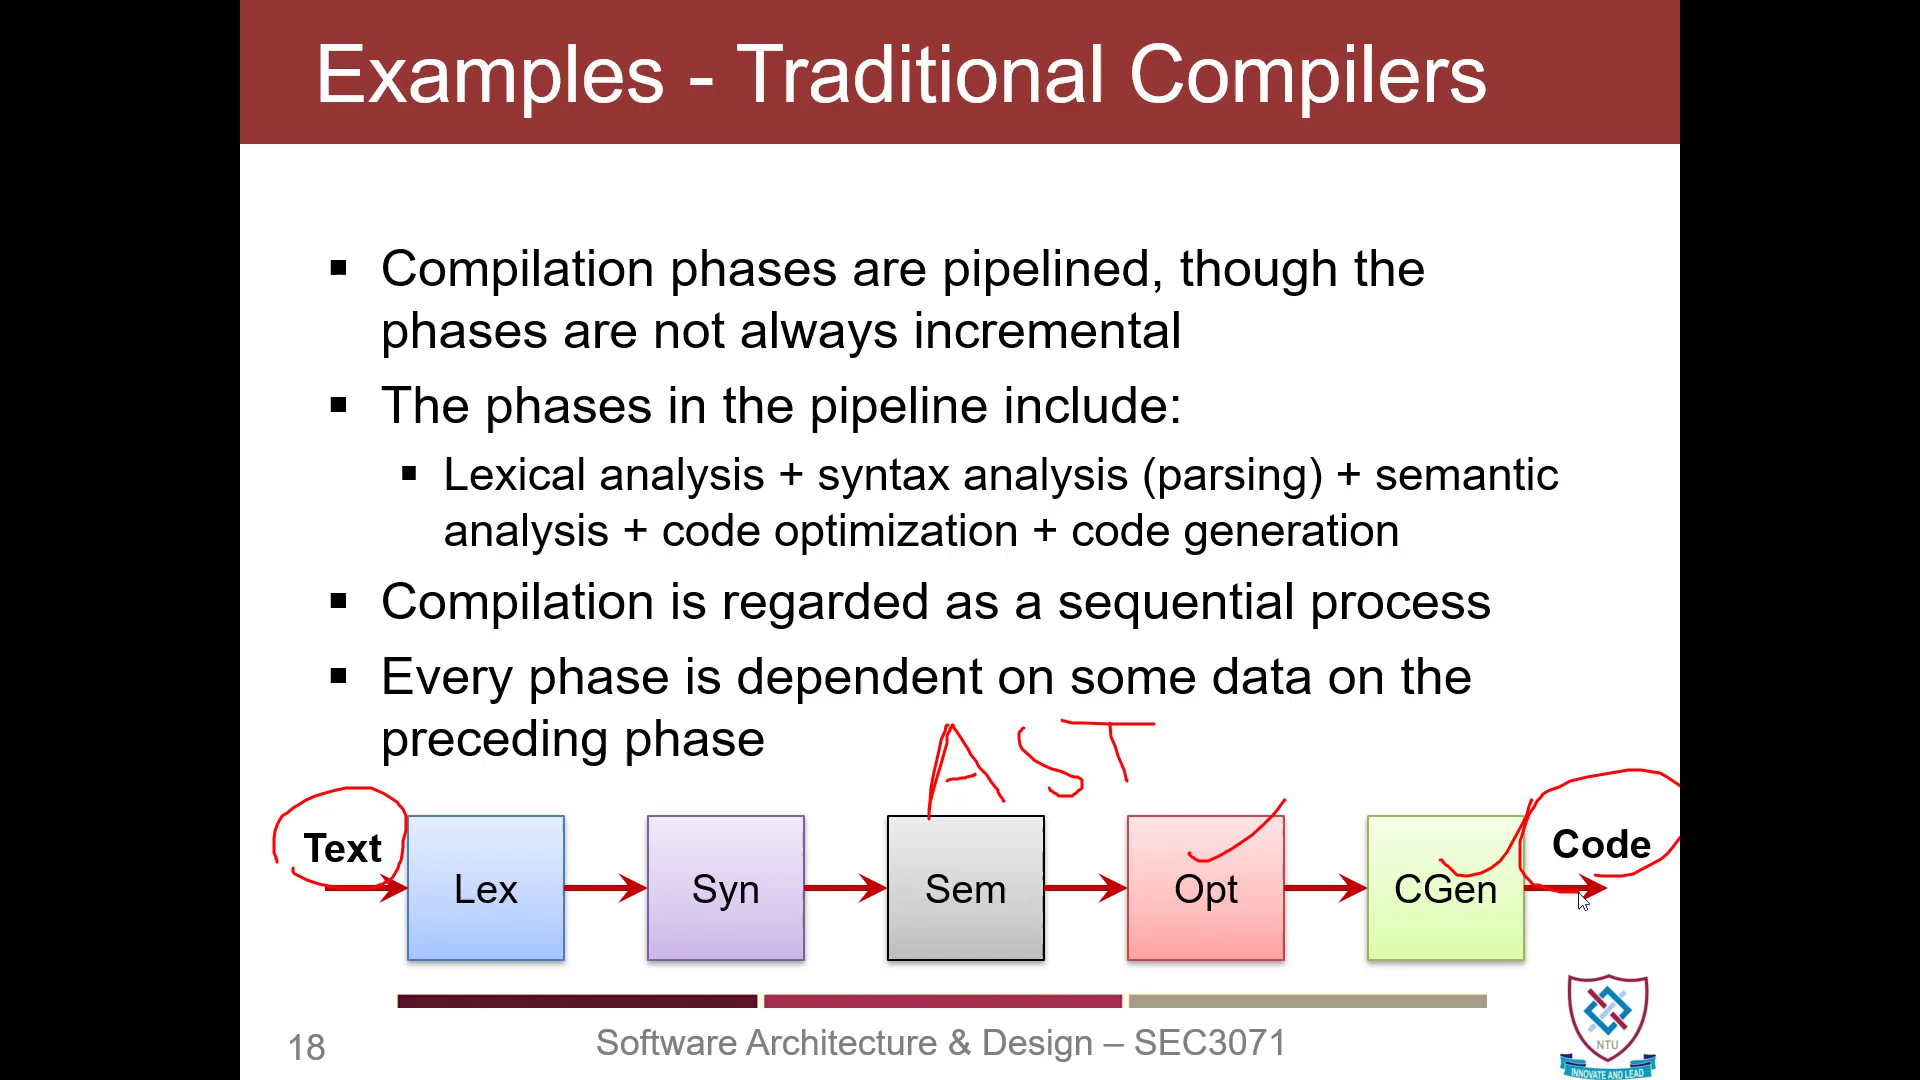 Examples - Traditional Compilers
▪ Compilation phases are pipelined, though the
phases are not always incremental
▪ The phases in the pipeline include:
▪ Lexical analysis + syntax analysis (parsing) + semantic
analysis + code optimization + code generation
▪ Compilation is regarded as a sequential process
▪ Every phase is dependent on some data on the
preceding phase
AST
Text
Lex
Syn
Sem
Opt
CGen
Code
18
Software Architecture & Design – SEC3071
NTU
INNOVATE AND LEAD